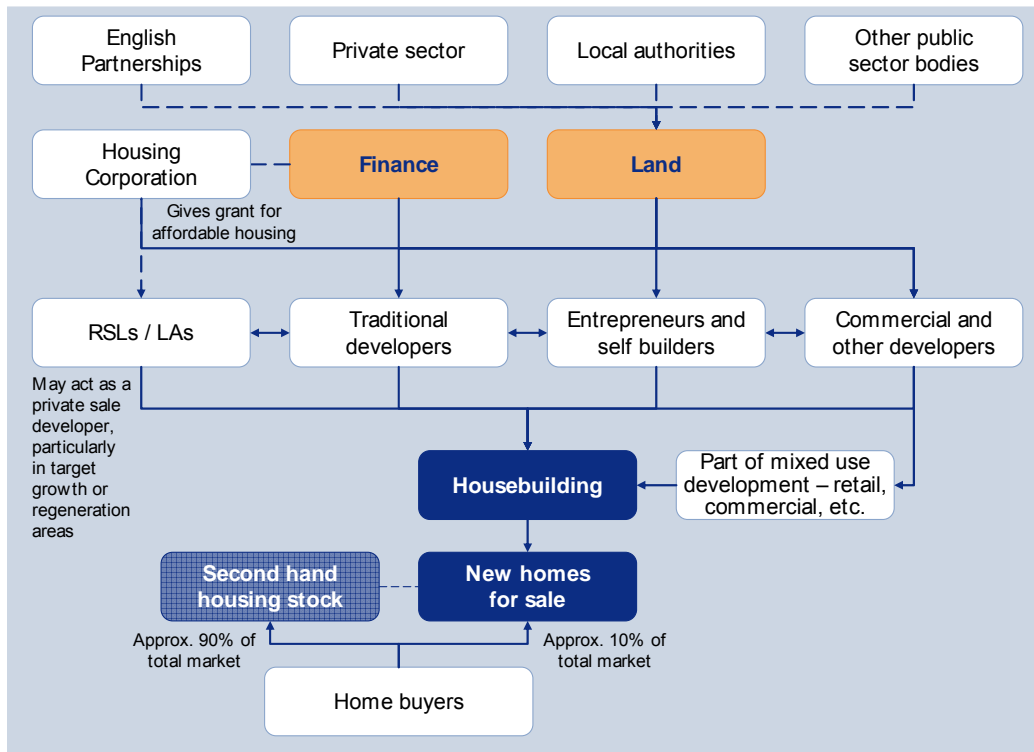 English
Partnerships
Private sector
Local authorities
Other public
sector bodies
Housing
Corporation
Finance
Land
Gives grant for
affordable housing
RSLs / LAs
Traditional
developers
Entrepreneurs and
self builders
Commercial and
other developers
May act as a
private sale
developer,
particularly
in target
growth or
regeneration
areas
Housebuilding
Part of mixed use
development – retail,
commercial, etc.
Second hand
housing stock
New homes
for sale
Approx. 90% of
total market
Approx. 10% of
total market
Home buyers